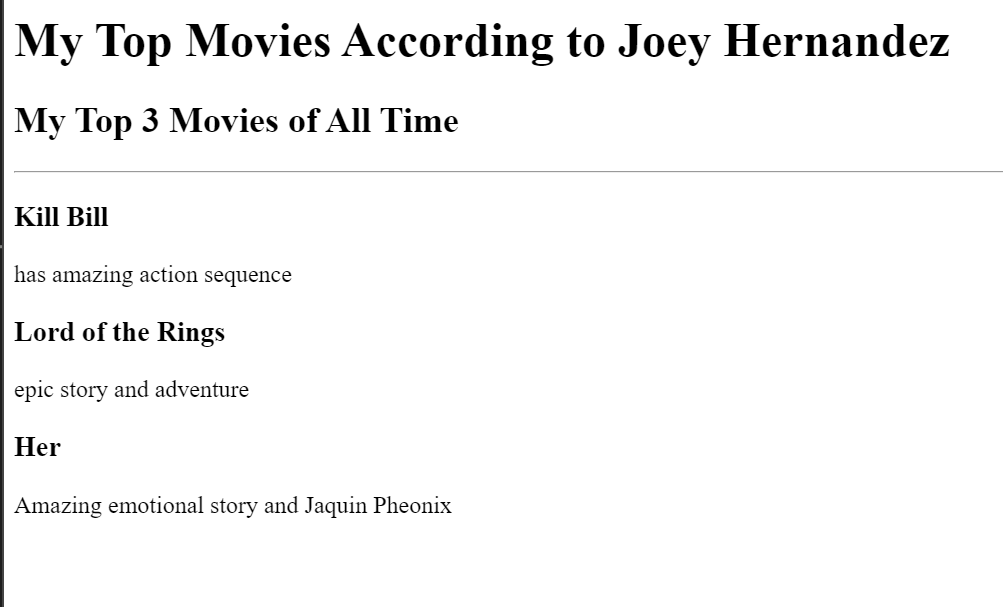 My Top Movies According to Joey Hernandez
My Top 3 Movies of All Time
Kill Bill
has amazing action sequence
Lord of the Rings
epic story and adventure
Her
Amazing emotional story and Jaquin Pheonix